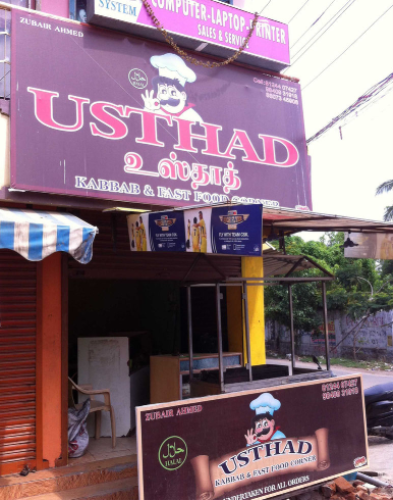 COMPUTER-LAPTOP-PRINTER
SYSTEM
SALES & SERVICE
ZUBAIR AHMED
USTHAD
உஸ்தாத்
KABBAB & FAST FOOD CORNER
ZUBAIR AHMED
حلال
HALAL
USTHAD
KABBAB & FAST FOOD CORNER
UNDERTAKEN FOR ALL ORDERS